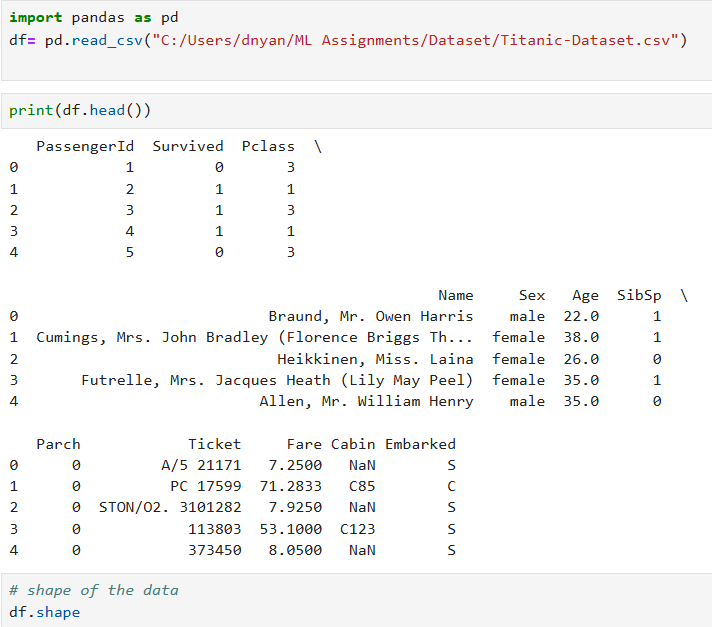 import pandas as pd
df= pd.read_csv("C:/Users/dnyan/ML Assignments/Dataset/Titanic-Dataset.csv")
print(df.head())
   PassengerId  Survived  Pclass  \
0            1         0       3
1            2         1       1
2            3         1       3
3            4         1       1
4            5         0       3
                                                Name     Sex   Age  SibSp  \
0                            Braund, Mr. Owen Harris    male  22.0      1
1  Cumings, Mrs. John Bradley (Florence Briggs Th...  female  38.0      1
2                             Heikkinen, Miss. Laina  female  26.0      0
3       Futrelle, Mrs. Jacques Heath (Lily May Peel)  female  35.0      1
4                           Allen, Mr. William Henry    male  35.0      0
   Parch            Ticket     Fare Cabin Embarked
0      0         A/5 21171   7.2500   NaN        S
1      0          PC 17599  71.2833   C85        C
2      0  STON/O2. 3101282   7.9250   NaN        S
3      0            113803  53.1000  C123        S
4      0            373450   8.0500   NaN        S
# shape of the data
df.shape